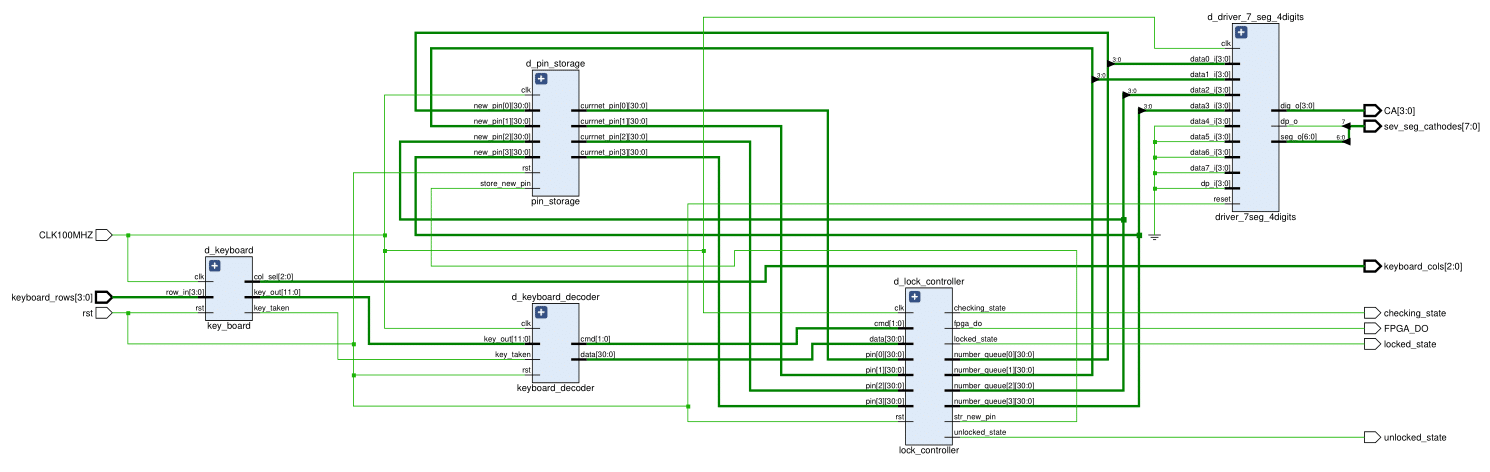 d_driver_7_seg_4digits
clk
data0_i[3:0]
data1_i[3:0]
data2_i[3:0]
data3_i[3:0]
data4_i[3:0]
data5_i[3:0]
data6_i[3:0]
data7_i[3:0]
dp_i[3:0]
reset
dig_o[3:0]
dp_o
seg_o[6:0]
driver_7seg_4digits
3:0
3:0
3:0
3:0
7
6:0
CA[3:0]
sev_seg_cathodes[7:0]
d_pin_storage
clk
new_pin[0][30:0]
new_pin[1][30:0]
new_pin[2][30:0]
new_pin[3][30:0]
rst
store_new_pin
currnet_pin[0][30:0]
currnet_pin[1][30:0]
currnet_pin[2][30:0]
currnet_pin[3][30:0]
pin_storage
CLK100MHZ
keyboard_rows[3:0]
rst
d_keyboard
clk
row_in[3:0]
rst
col_sel[2:0]
key_out[11:0]
key_taken
key_board
d_keyboard_decoder
clk
key_out[11:0]
key_taken
rst
cmd[1:0]
data[30:0]
keyboard_decoder
d_lock_controller
clk
cmd[1:0]
data[30:0]
pin[0][30:0]
pin[1][30:0]
pin[2][30:0]
pin[3][30:0]
rst
checking_state
fpga_do
locked_state
number_queue[0][30:0]
number_queue[1][30:0]
number_queue[2][30:0]
number_queue[3][30:0]
str_new_pin
unlocked_state
lock_controller
keyboard_cols[2:0]
checking_state
FPGA_DO
locked_state
unlocked_state